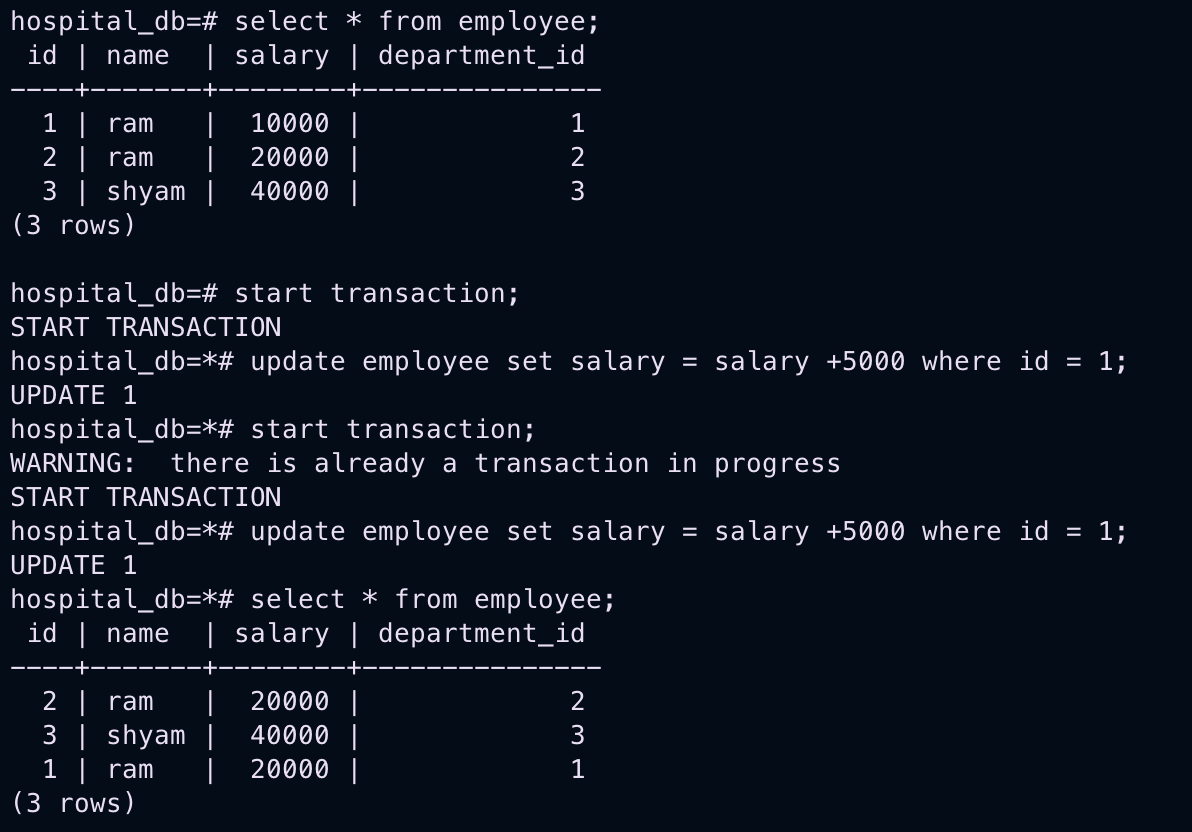 hospital_db=# select * from employee;
 id | name  | salary | department_id
----+-------+--------+---------------
  1 | ram   |  10000 |             1
  2 | ram   |  20000 |             2
  3 | shyam |  40000 |             3
(3 rows)

hospital_db=# start transaction;
START TRANSACTION
hospital_db=*# update employee set salary = salary +5000 where id = 1;
UPDATE 1
hospital_db=*# start transaction;
WARNING:  there is already a transaction in progress
START TRANSACTION
hospital_db=*# update employee set salary = salary +5000 where id = 1;
UPDATE 1
hospital_db=*# select * from employee;
 id | name  | salary | department_id
----+-------+--------+---------------
  2 | ram   |  20000 |             2
  3 | shyam |  40000 |             3
  1 | ram   |  20000 |             1
(3 rows)